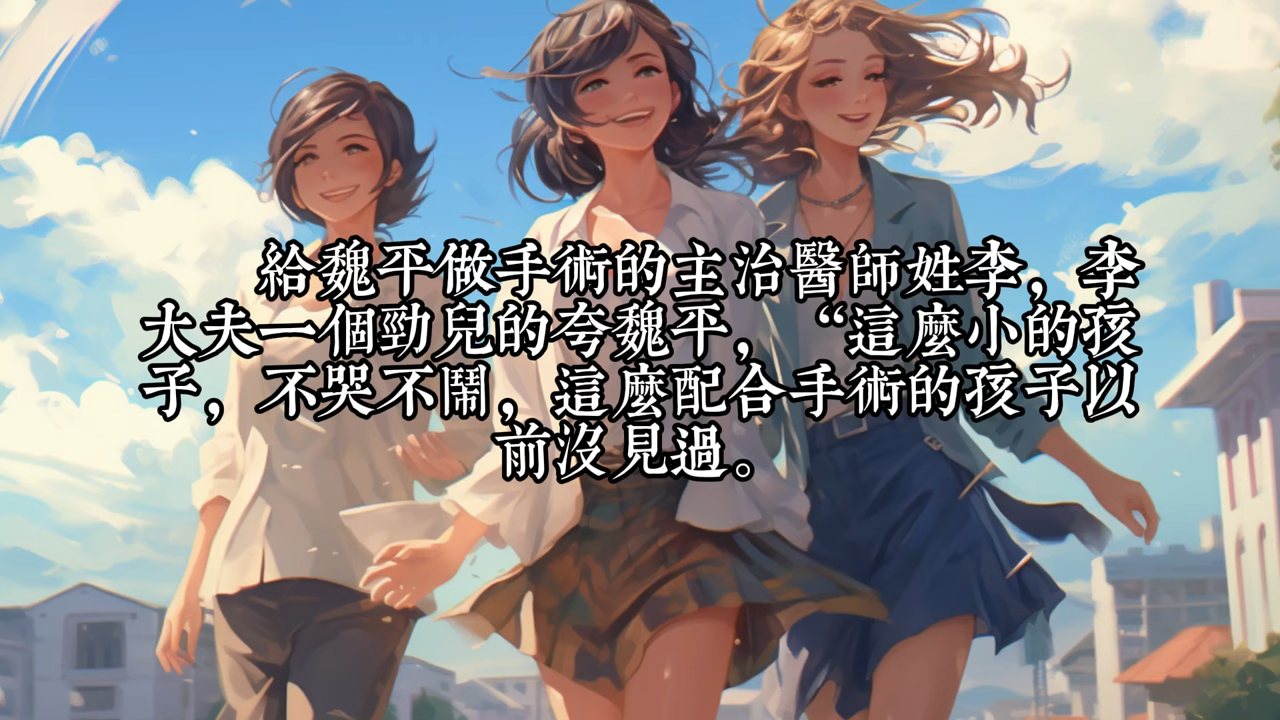 給魏平做手術的主治醫師姓李，李
大夫一個勁兒的夸魏平，“這麼小的孩
子，不哭不鬧，這麼配合手術的孩子以
前沒見過。